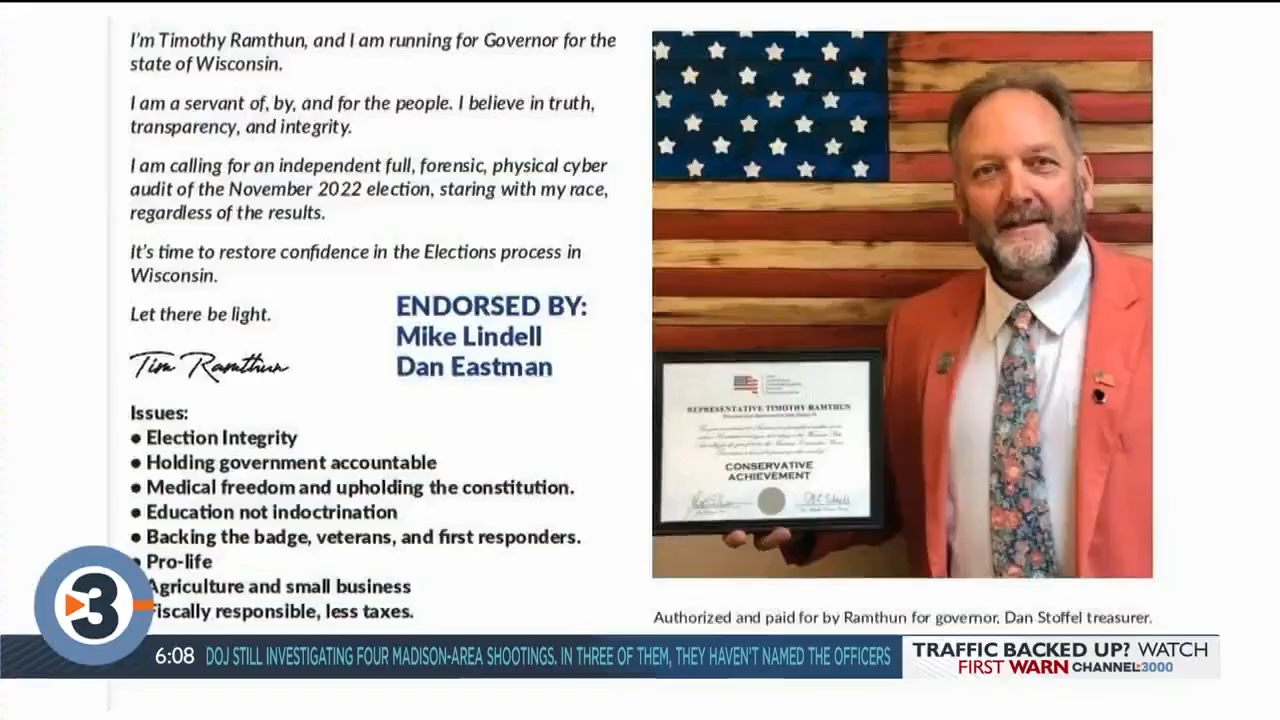 I'm Timothy Ramthun, and I am running for Governor for the
state of Wisconsin.
I am a servant of, by, and for the people. I believe in truth,
transparency, and integrity.
I am calling for an independent full, forensic, physical cyber
audit of the November 2022 election, staring with my race,
regardless of the results.
It's time to restore confidence in the Elections process in
Wisconsin.
Let there be light.
Tim Ramthun
ENDORSED BY:
Mike Lindell
Dan Eastman
Issues:
● Election Integrity
● Holding government accountable
● Medical freedom and upholding the constitution.
● Education not indoctrination
● Backing the badge, veterans, and first responders.
● Pro-life
Agriculture and small business
Fiscally responsible, less taxes.
REPRESENTATIVE TIMOTHY RAMTHUN
CONSERVATIVE
ACHIEVEMENT
Authorized and paid for by Ramthun for governor. Dan Stoffel treasurer.
3
6:08 DOJ STILL INVESTIGATING FOUR MADISON-AREA SHOOTINGS. IN THREE OF THEM, THEY HAVEN'T NAMED THE OFFICERS
TRAFFIC BACKED UP? WATCH
FIRST WARN CHANNEL3000